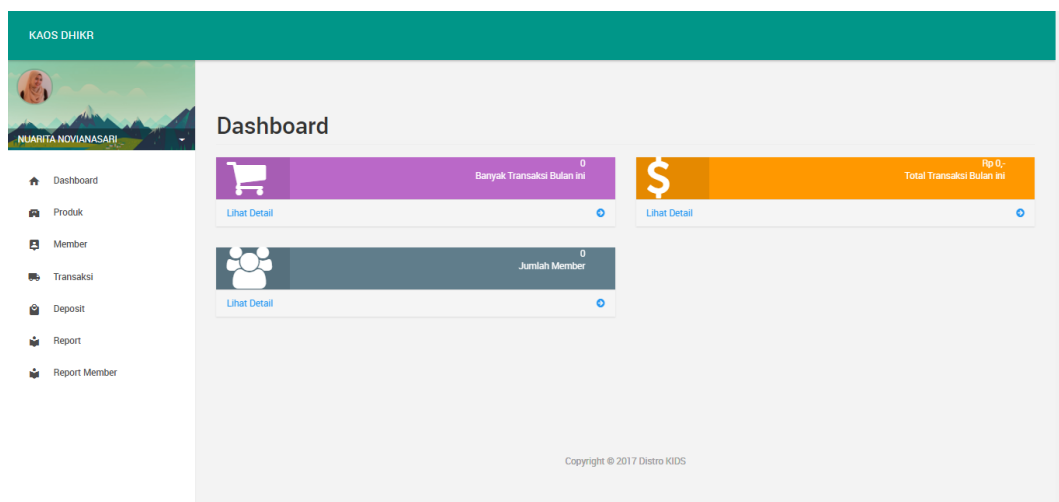 KAOS DHIKR
NUARITA NOVIANASARI
Dashboard
Produk
Member
Transaksi
Deposit
Report
Report Member
Dashboard
0
Banyak Transaksi Bulan ini
Lihat Detail
Rp 0,-
Total Transaksi Bulan ini
Lihat Detail
0
Jumlah Member
Lihat Detail
Copyright © 2017 Distro KIDS